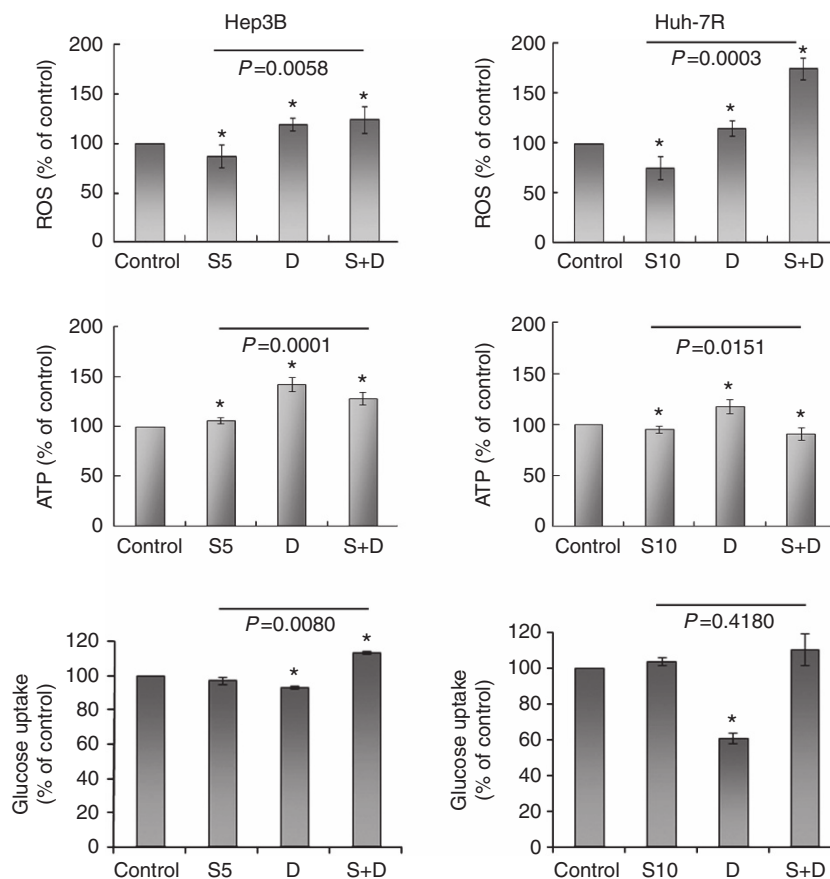 Hep3B
ROS (% of control)
200
150
100
50
0
P=0.0058
*
*
*
Control S5 D S+D
Huh-7R
ROS (% of control)
200
150
100
50
0
P=0.0003
*
*
*
Control S10 D S+D
ATP (% of control)
200
150
100
50
0
P=0.0001
*
*
*
Control S5 D S+D
ATP (% of control)
200
150
100
50
0
P=0.0151
*
*
*
Control S10 D S+D
Glucose uptake
(% of control)
120
100
80
60
40
20
0
P=0.0080
*
*
Control S5 D S+D
Glucose uptake
(% of control)
120
100
80
60
40
20
0
P=0.4180
*
Control S10 D S+D